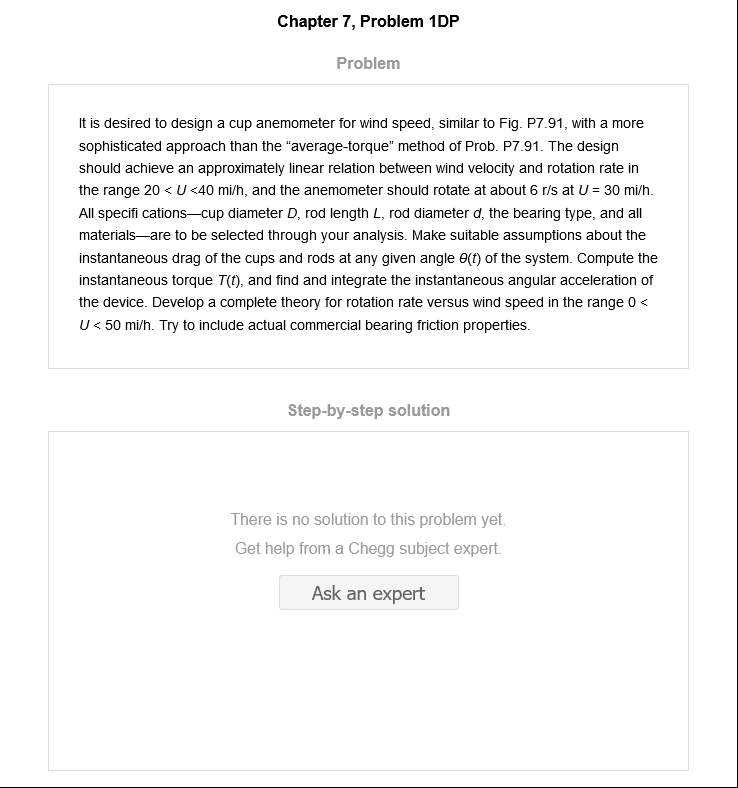 Chapter 7, Problem 1DP
Problem
It is desired to design a cup anemometer for wind speed, similar to Fig. P7.91, with a more
sophisticated approach than the “average-torque” method of Prob. P7.91. The design
should achieve an approximately linear relation between wind velocity and rotation rate in
the range 20 < U <40 mi/h, and the anemometer should rotate at about 6 r/s at U = 30 mi/h.
All specifi cations—cup diameter D, rod length L, rod diameter d, the bearing type, and all
materials—are to be selected through your analysis. Make suitable assumptions about the
instantaneous drag of the cups and rods at any given angle θ(t) of the system. Compute the
instantaneous torque T(t), and find and integrate the instantaneous angular acceleration of
the device. Develop a complete theory for rotation rate versus wind speed in the range 0 <
U < 50 mi/h. Try to include actual commercial bearing friction properties.
Step-by-step solution
There is no solution to this problem yet.
Get help from a Chegg subject expert.
Ask an expert